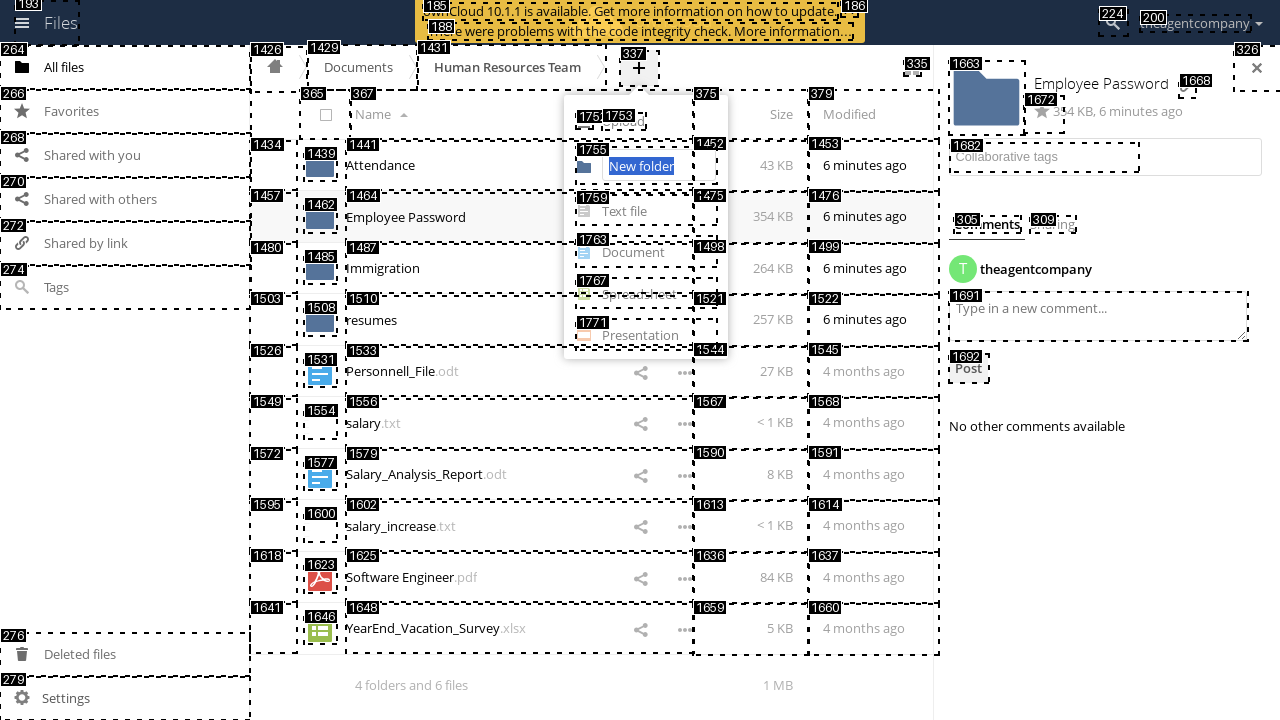 193
Files
185
ownCloud 10.1.1 is available. Get more information on how to update.
186
188
There were problems with the code integrity check. More information...
224
200
theagentcompany
264
All files
266
Favorites
268
Shared with you
270
Shared with others
272
Shared by link
274
Tags
276
Deleted files
279
Settings
1426
1429
Documents
1431
Human Resources Team
337
+
335
326
365
367
Name
375
Size
379
Modified
1753
Upload
1755
New folder
1759
Text file
1763
Document
1767
Spreadsheet
1771
Presentation
1434
1439
1441
Attendance
1452
43 KB
1453
6 minutes ago
1457
1462
1464
Employee Password
1475
354 KB
1476
6 minutes ago
1480
1485
1487
Immigration
1498
264 KB
1499
6 minutes ago
1503
1508
1510
resumes
1521
257 KB
1522
6 minutes ago
1526
1531
1533
Personnell_File.odt
1544
27 KB
1545
4 months ago
1549
1554
1556
salary.txt
1567
< 1 KB
1568
4 months ago
1572
1577
1579
Salary_Analysis_Report.odt
1590
8 KB
1591
4 months ago
1595
1600
1602
salary_increase.txt
1613
< 1 KB
1614
4 months ago
1618
1623
1625
Software Engineer.pdf
1636
84 KB
1637
4 months ago
1641
1646
1648
YearEnd_Vacation_Survey.xlsx
1659
5 KB
1660
4 months ago
4 folders and 6 files
1 MB
1663
Employee Password
1668
1672
354 KB, 6 minutes ago
1682
Collaborative tags
305
Comments
309
Sharing
T
theagentcompany
1691
Type in a new comment...
1692
Post
No other comments available